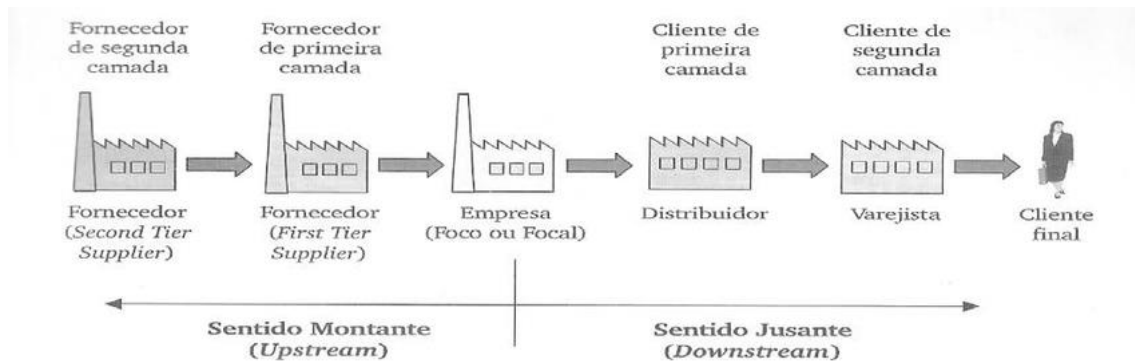 Fornecedor
de segunda
camada
Fornecedor
de primeira
camada
Cliente de
primeira
camada
Cliente de
segunda
camada
Fornecedor
(Second Tier
Supplier)
Fornecedor
(First Tier
Supplier)
Empresa
(Foco ou Focal)
Distribuidor
Varejista
Cliente
final
Sentido Montante
(Upstream)
Sentido Jusante
(Downstream)